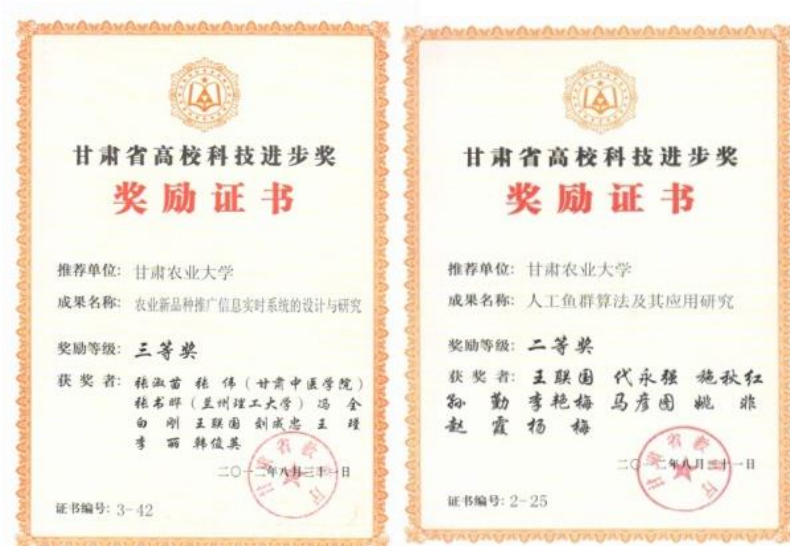 甘肃省高校科技进步奖
奖励证书
推荐单位：甘肃农业大学
成果名称：农业新品种推广信息实时系统的设计与研究
奖励等级：三等奖
获奖者：张淑苗 张伟（甘肃中医学院）
张书晔（兰州理工大学）冯全
白刚 王联国 刘成忠 王瑾
李丽 韩俊英
二〇一二年八月三十一日
证书编号：3-42
甘肃省高校科技进步奖
奖励证书
推荐单位：甘肃农业大学
成果名称：人工鱼群算法及其应用研究
奖励等级：二等奖
获奖者：王联国 代永强 施秋红
孙勤 李艳梅 马彦图 姚非
赵霞 杨梅
二〇一二年八月三十一日
证书编号：2-25